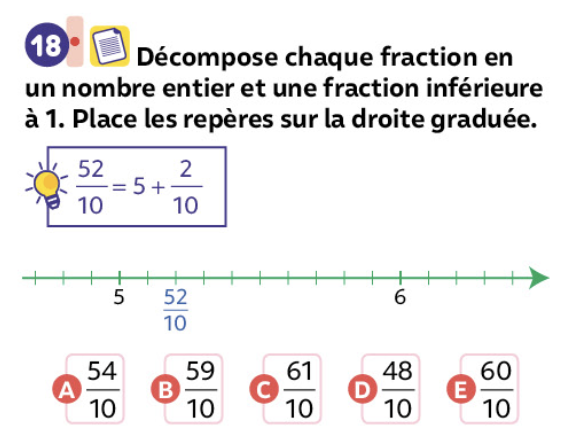 18 Décompose chaque fraction en
un nombre entier et une fraction inférieure
à 1. Place les repères sur la droite graduée.
52/10 = 5 + 2/10
5 52/10 6
A 54/10 B 59/10 C 61/10 D 48/10 E 60/10